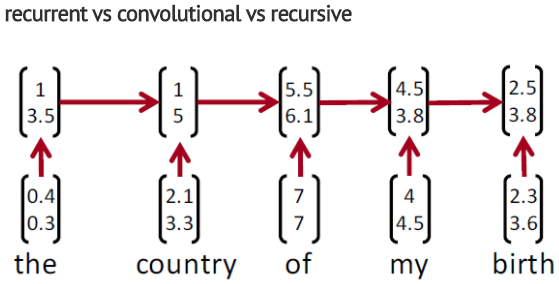 recurrent vs convolutional vs recursive
1 1 5.5 4.5 2.5
3.5 5 6.1 3.8 3.8
0.4 2.1 7 4 2.3
0.3 3.3 7 4.5 3.6
the country of my birth